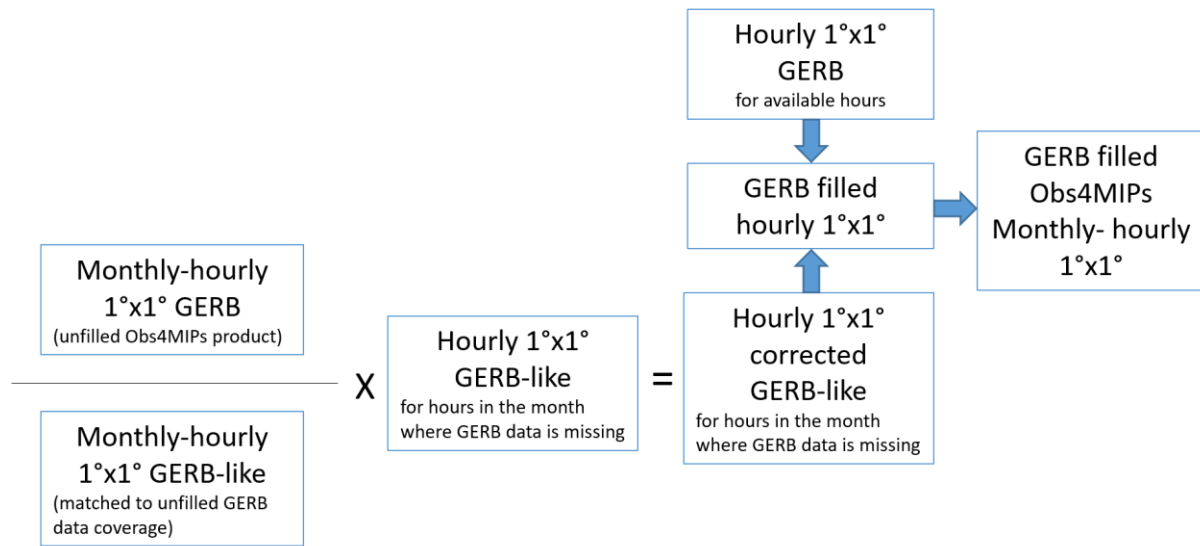 Hourly 1°x1°
GERB
for available hours
GERB filled
hourly 1°x1°
GERB filled
Obs4MIPs
Monthly- hourly
1°x1°
Monthly-hourly
1°x1° GERB
(unfilled Obs4MIPs product)
Monthly-hourly
1°x1° GERB-like
(matched to unfilled GERB
data coverage)
X
Hourly 1°x1°
GERB-like
for hours in the month
where GERB data is missing
=
Hourly 1°x1°
corrected
GERB-like
for hours in the month
where GERB data is missing